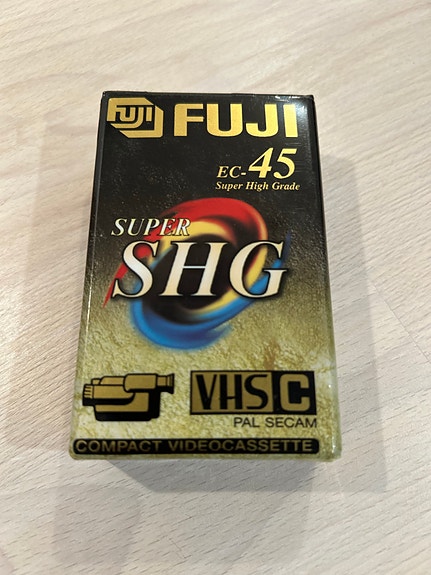 FUJI FUJI
EC-45
Super High Grade
SUPER
SHG
VHS C
PAL SECAM
COMPACT VIDEOCASSETTE